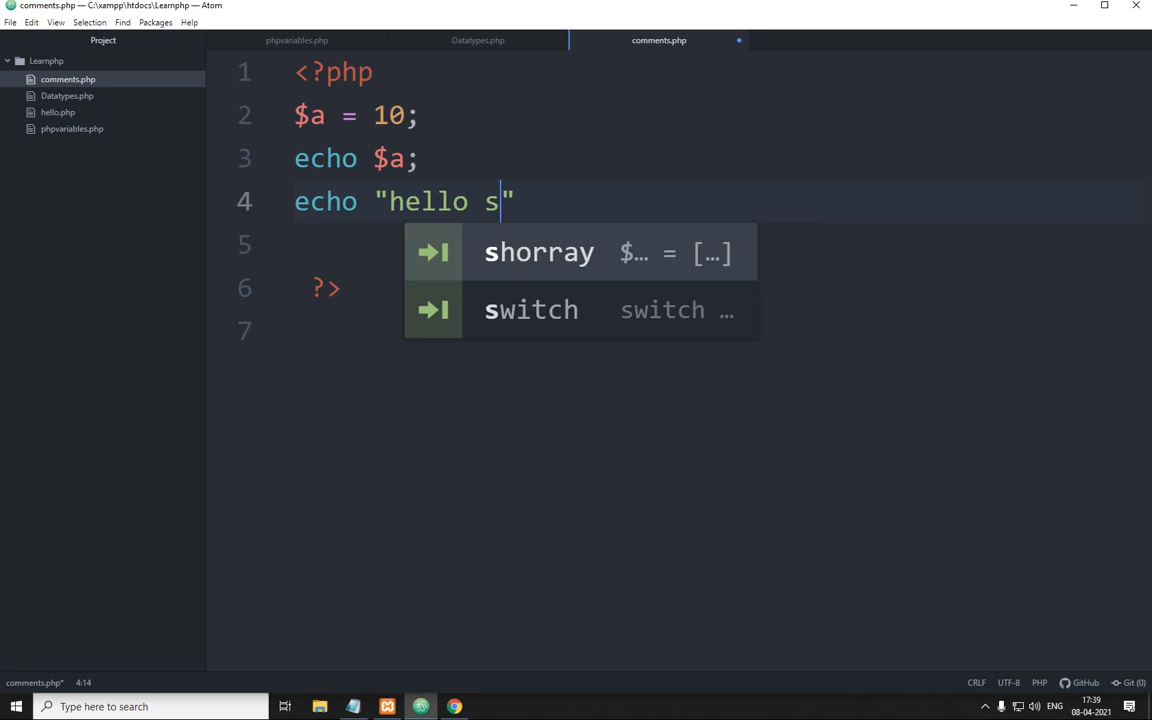 comments.php — C:\xampp\htdocs\Learnphp — Atom
File Edit View Selection Find Packages Help
Project
phpvariables.php Datatypes.php comments.php
Learnphp
comments.php
Datatypes.php
hello.php
phpvariables.php
1 <?php
2 $a = 10;
3 echo $a;
4 echo "hello s"
5
6 ?>
7
shorray $… = […]
switch switch …
comments.php* 4:14 CRLF UTF-8 PHP GitHub Git (0)
Type here to search
ENG
17:39
08-04-2021